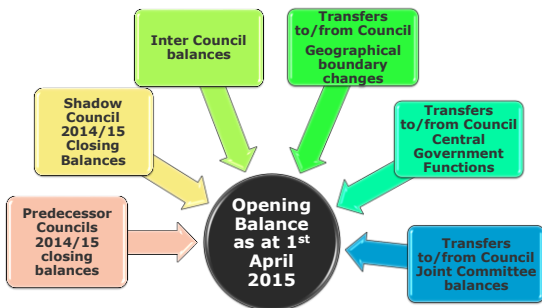 Predecessor
Councils
2014/15
closing
balances
Shadow
Council
2014/15
Closing
Balances
Inter Council
balances
Transfers
to/from Council
Geographical
boundary
changes
Transfers
to/from Council
Central
Government
Functions
Transfers
to/from Council
Joint Committee
balances
Opening
Balance
as at 1st
April
2015